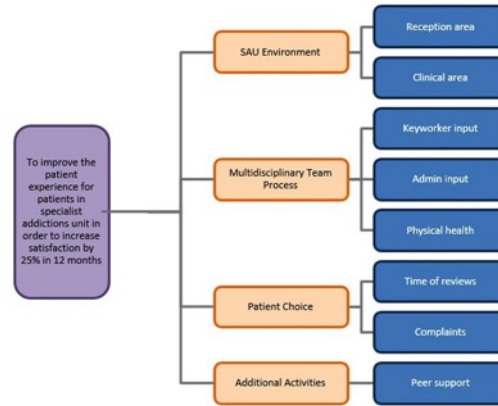 To improve the
patient
experience for
patients in
specialist
addictions unit in
order to increase
satisfaction by
25% in 12 months
SAU Environment
Reception area
Clinical area
Multidisciplinary Team
Process
Keyworker input
Admin input
Physical health
Patient Choice
Time of reviews
Complaints
Additional Activities
Peer support